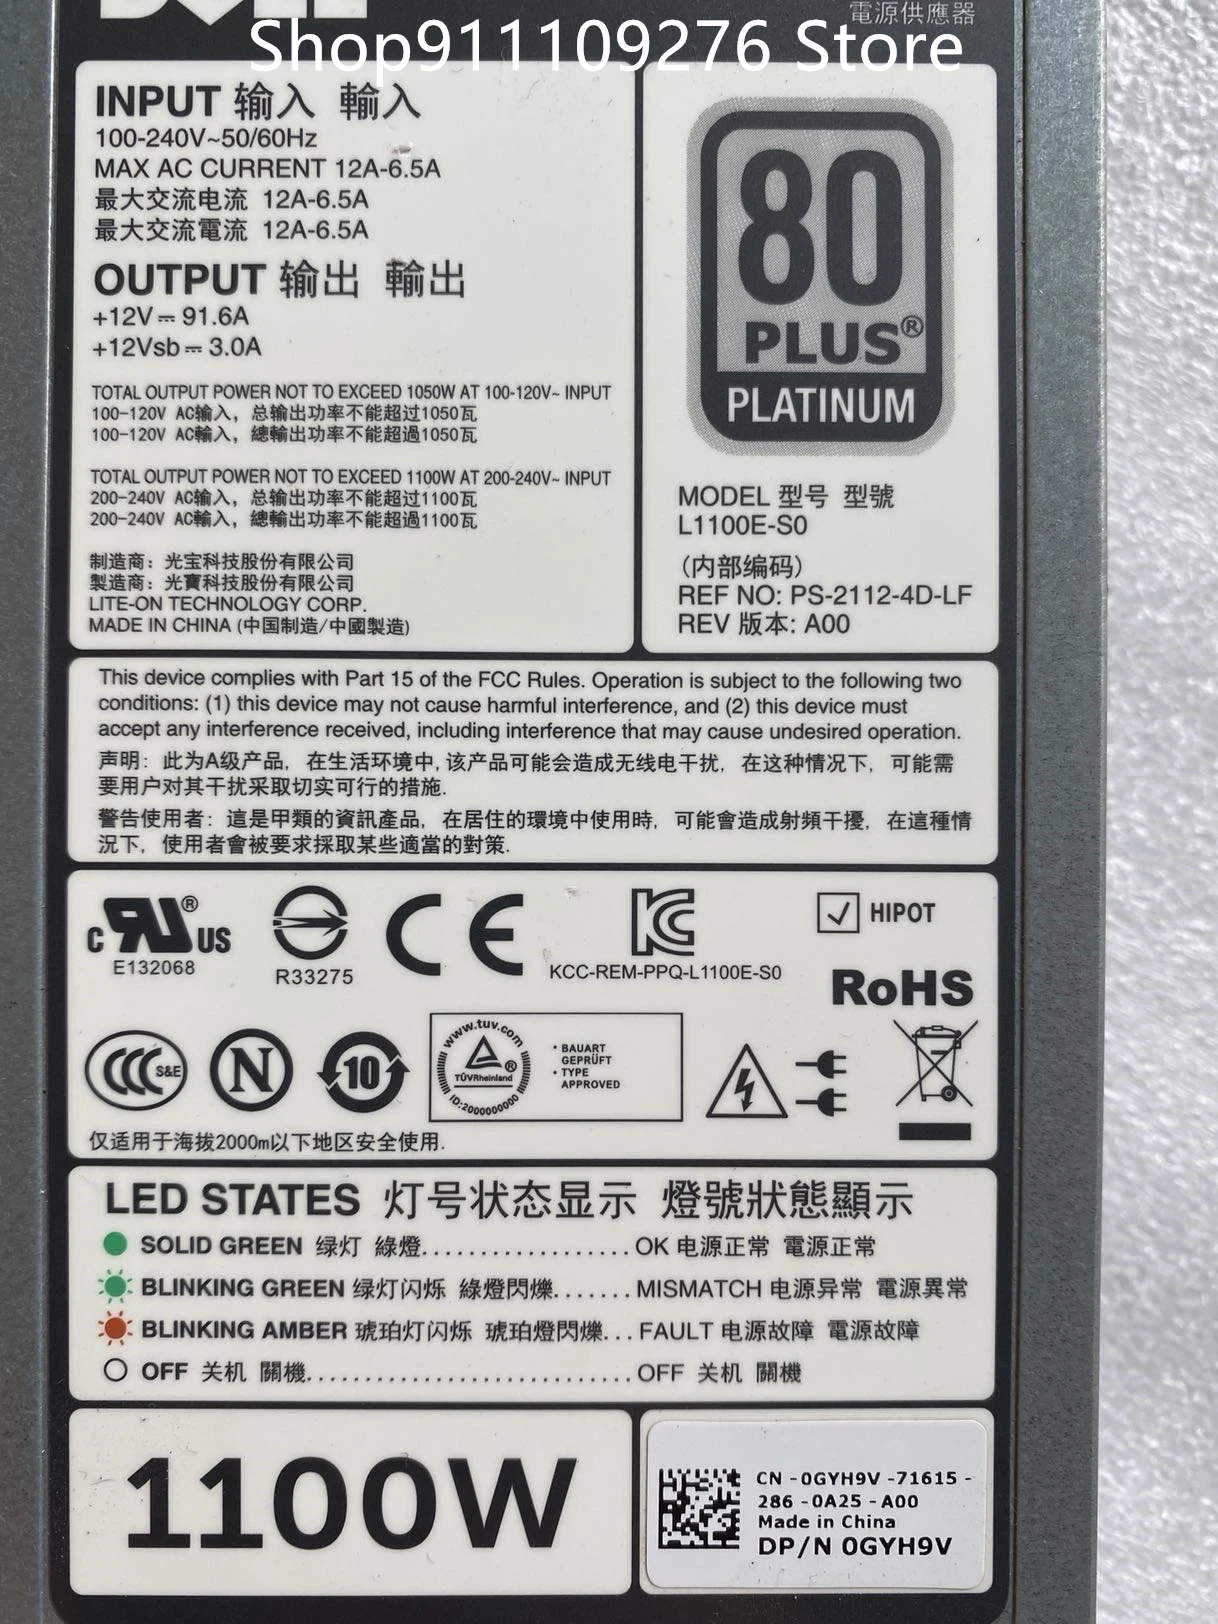 DELL
電源供應器
Shop911109276 Store
INPUT 输入 輸入
100-240V~50/60Hz
MAX AC CURRENT 12A-6.5A
最大交流电流 12A-6.5A
最大交流電流 12A-6.5A
OUTPUT 输出 輸出
+12V⎓91.6A
+12Vsb⎓3.0A
TOTAL OUTPUT POWER NOT TO EXCEED 1050W AT 100-120V~ INPUT
100-120V AC输入，总输出功率不能超过1050瓦
100-120V AC輸入，總輸出功率不能超過1050瓦
TOTAL OUTPUT POWER NOT TO EXCEED 1100W AT 200-240V~ INPUT
200-240V AC输入，总输出功率不能超过1100瓦
200-240V AC輸入，總輸出功率不能超過1100瓦
制造商：光宝科技股份有限公司
製造商：光寶科技股份有限公司
LITE-ON TECHNOLOGY CORP.
MADE IN CHINA (中国制造/中國製造)
80
PLUS®
PLATINUM
MODEL 型号 型號
L1100E-S0
(内部编码)
REF NO: PS-2112-4D-LF
REV 版本: A00
This device complies with Part 15 of the FCC Rules. Operation is subject to the following two
conditions: (1) this device may not cause harmful interference, and (2) this device must
accept any interference received, including interference that may cause undesired operation.
声明：此为A级产品，在生活环境中,该产品可能会造成无线电干扰，在这种情况下，可能需
要用户对其干扰采取切实可行的措施.
警告使用者：這是甲類的資訊產品，在居住的環境中使用時，可能會造成射頻干擾，在這種情
況下，使用者會被要求採取某些適當的對策.
c RU® US
E132068
R33275
CE
KC
KCC-REM-PPQ-L1100E-S0
HIPOT
RoHS
CCC S&E
N
10
www.tuv.com
TÜVRheinland ®
ID:2000000000
• BAUART
GEPRÜFT
• TYPE
APPROVED
仅适用于海拔2000m以下地区安全使用.
LED STATES 灯号状态显示 燈號狀態顯示
SOLID GREEN 绿灯 綠燈..................OK 电源正常 電源正常
BLINKING GREEN 绿灯闪烁 綠燈閃爍.......MISMATCH 电源异常 電源異常
BLINKING AMBER 琥珀灯闪烁 琥珀燈閃爍...FAULT 电源故障 電源故障
OFF 关机 關機...........................OFF 关机 關機
1100W
CN -0GYH9V -71615 -
286 -0A25 -A00
Made in China
DP/N 0GYH9V